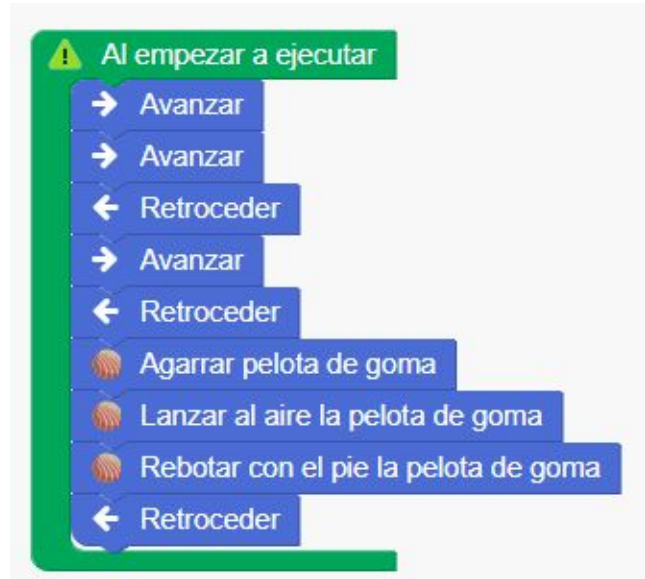 Al empezar a ejecutar
Avanzar
Avanzar
Retroceder
Avanzar
Retroceder
Agarrar pelota de goma
Lanzar al aire la pelota de goma
Rebotar con el pie la pelota de goma
Retroceder